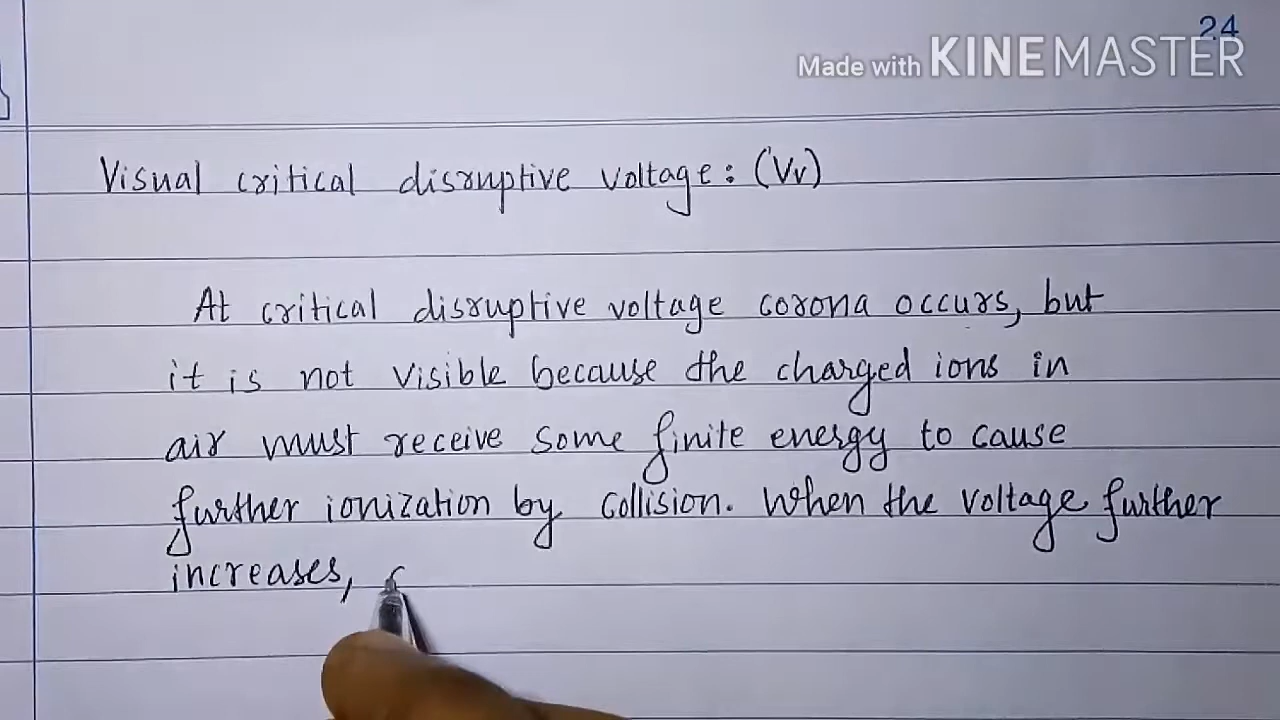 24
Made with KINEMASTER
Visual critical disruptive voltage: (Vv)
At critical disruptive voltage corona occurs, but
it is not visible because the charged ions in
air must receive some finite energy to cause
further ionization by collision. When the voltage further
increases,